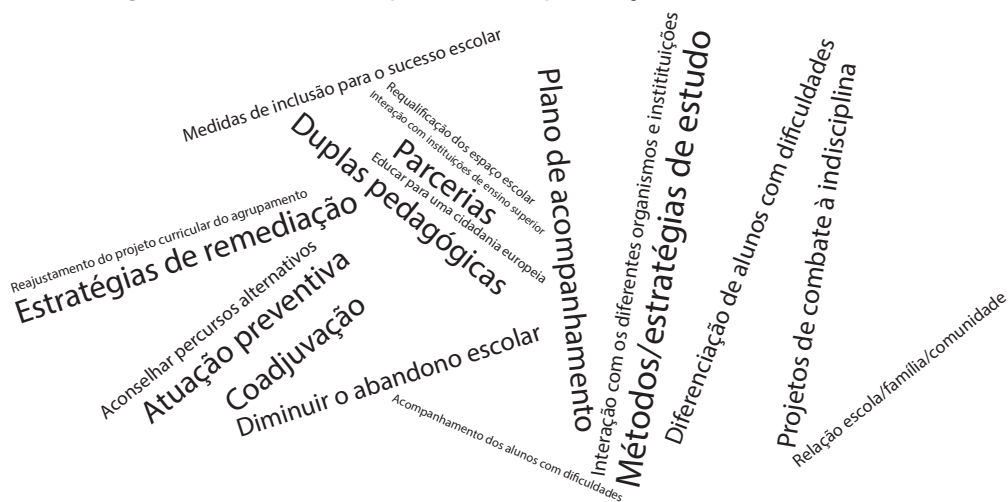 Medidas de inclusão para o sucesso escolar
Requalificação dos espaço escolar
Interação com instituições de ensino superior
Parcerias
Educar para uma cidadania europeia
Duplas pedagógicas
Reajustamento do projeto curricular do agrupamento
Estratégias de remediação
Aconselhar percursos alternativos
Atuação preventiva
Coadjuvação
Diminuir o abandono escolar
Acompanhamento dos alunos com dificuldades
Plano de acompanhamento
Interação com os diferentes organismos e instituições
Métodos/estratégias de estudo
Diferenciação de alunos com dificuldades
Projetos de combate à indisciplina
Relação escola/família/comunidade